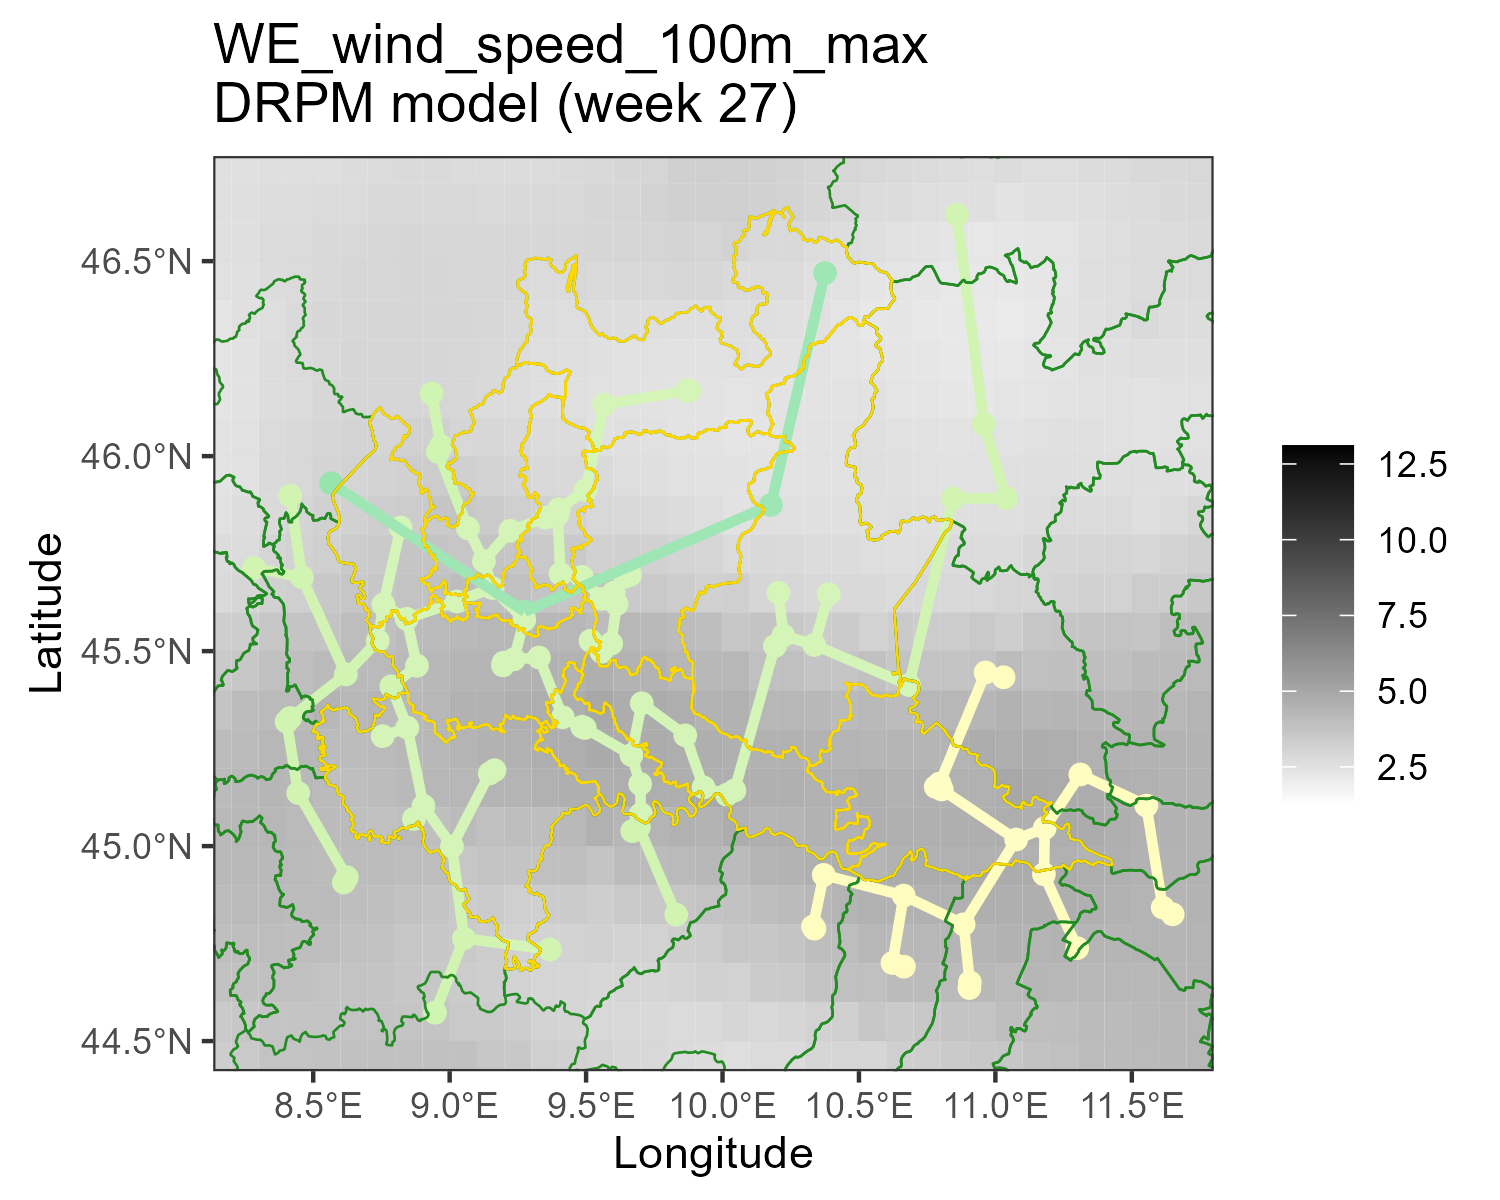 WE_wind_speed_100m_max
DRPM model (week 27)
46.5°N
46.0°N
45.5°N
45.0°N
44.5°N
Latitude
8.5°E 9.0°E 9.5°E 10.0°E 10.5°E 11.0°E 11.5°E
Longitude
12.5
10.0
7.5
5.0
2.5